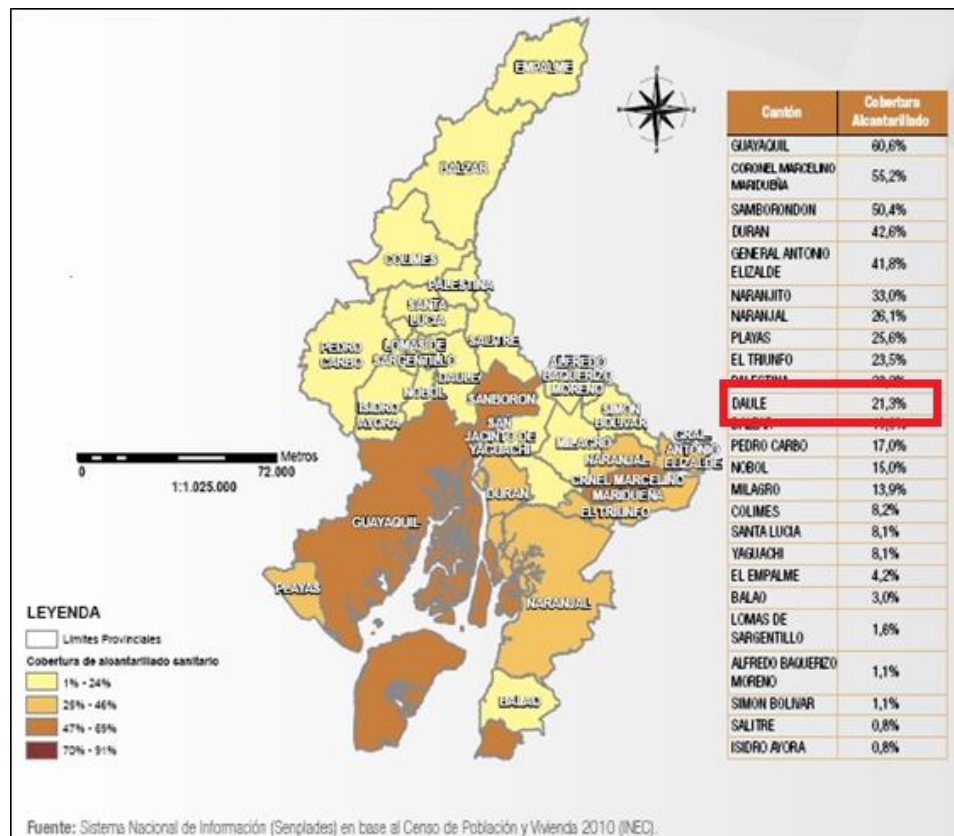 EMPALME
BALZAR
COLIMES
PALESTINA
SANTA
LUCIA
PEDRO
CARBO
LOMAS DE
SARGENTILLO
SALITRE
DAULE
NOBOL
ISIDRO
AYORA
ALFREDO
BAQUERIZO
MORENO
SANBORON
SIMON
BOLIVAR
SAN
JACINTO DE
YAGUACHI
MILAGRO
NARANJAL
GRAL.
ANTONIO
ELIZALDE
CRNEL MARCELINO
MARIDUEÑA
DURAN
EL TRIUNFO
GUAYAQUIL
PLAYAS
NARANJAL
BALAO
Metros
0 72.000
1:1.025.000
LEYENDA
Límites Provinciales
Cobertura de alcantarillado sanitario
1% - 24%
25% - 46%
47% - 69%
70% - 91%
Cantón Cobertura
Alcantarillado
GUAYAQUIL 60,6%
CORONEL MARCELINO
MARIDUEÑA 55,2%
SAMBORONDON 50,4%
DURAN 42,6%
GENERAL ANTONIO
ELIZALDE 41,8%
NARANJITO 33,0%
NARANJAL 26,1%
PLAYAS 25,6%
EL TRIUNFO 23,5%
PALESTINA
DAULE 21,3%
BALZAR
PEDRO CARBO 17,0%
NOBOL 15,0%
MILAGRO 13,9%
COLIMES 8,2%
SANTA LUCIA 8,1%
YAGUACHI 8,1%
EL EMPALME 4,2%
BALAO 3,0%
LOMAS DE
SARGENTILLO 1,6%
ALFREDO BAQUERIZO
MORENO 1,1%
SIMON BOLIVAR 1,1%
SALITRE 0,8%
ISIDRO AYORA 0,8%
Fuente: Sistema Nacional de Información (Senplades) en base al Censo de Población y Vivienda 2010 (INEC).